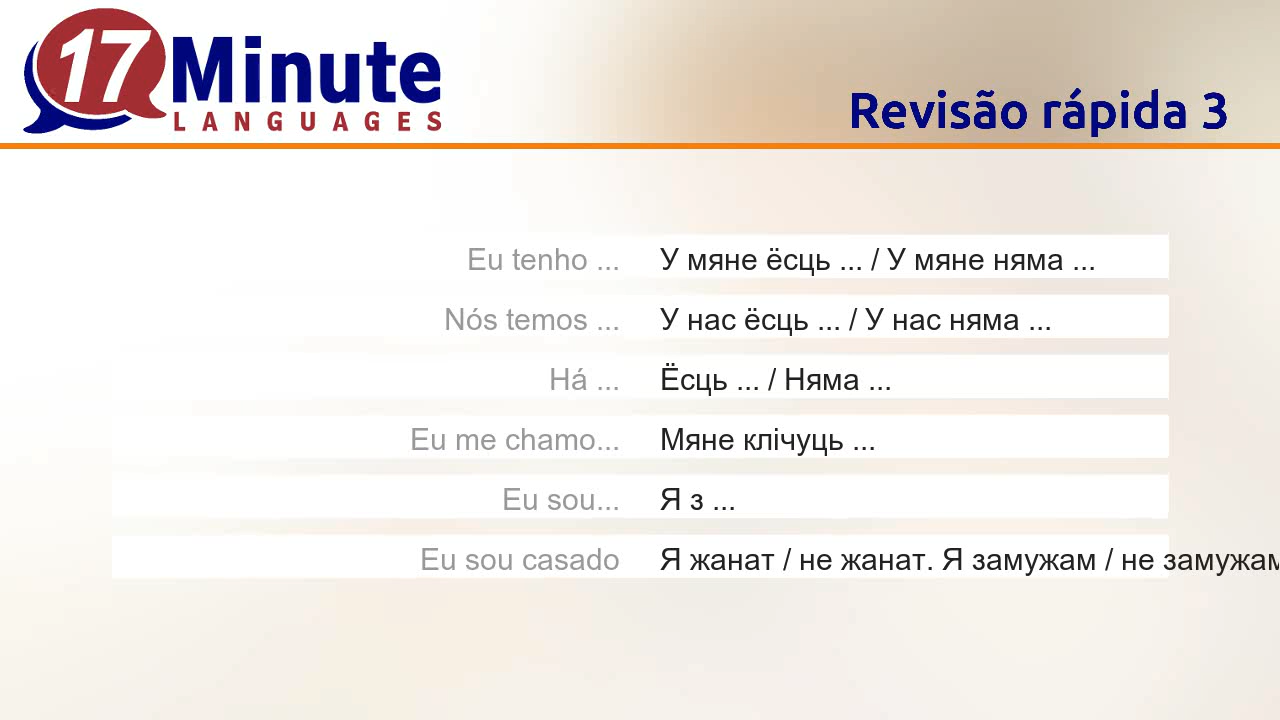 17 Minute
LANGUAGES
Revisão rápida 3
Eu tenho ... У мяне ёсць ... / У мяне няма ...
Nós temos ... У нас ёсць ... / У нас няма ...
Há ... Ёсць ... / Няма ...
Eu me chamo... Мяне клічуць ...
Eu sou... Я з ...
Eu sou casado Я жанат / не жанат. Я замужам / не замужам